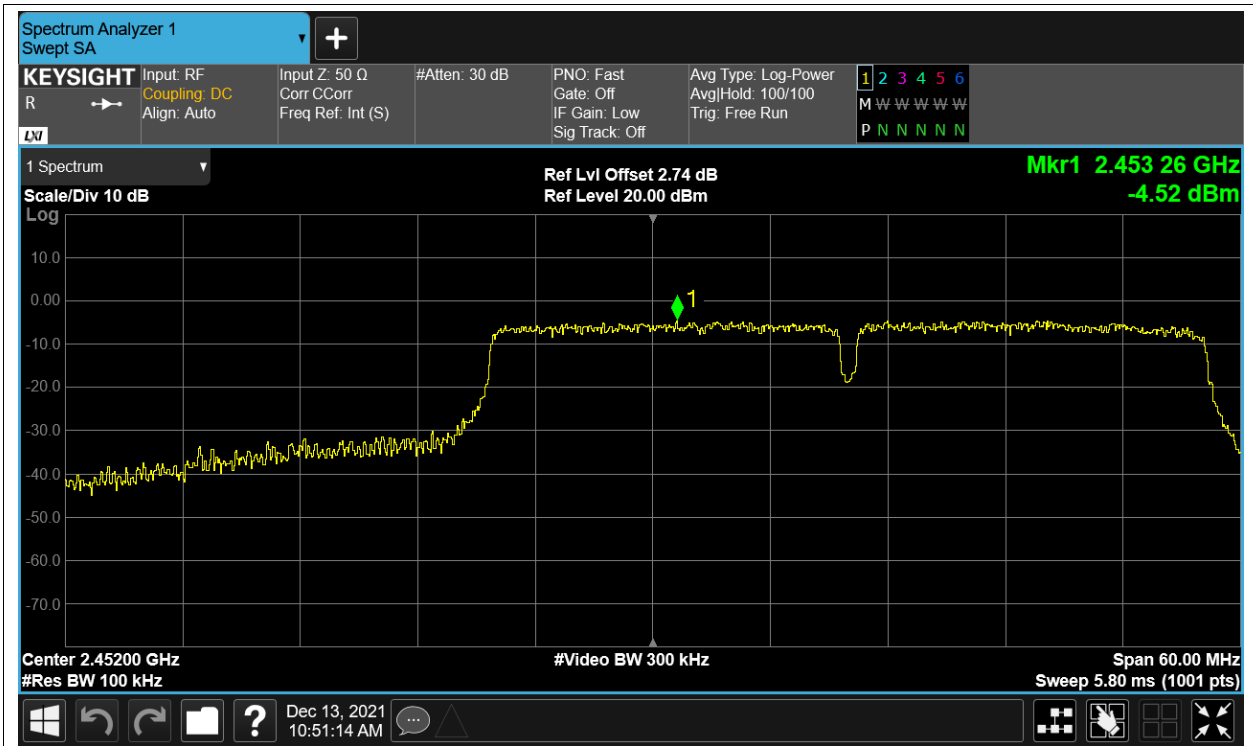 Spectrum Analyzer 1
Swept SA
KEYSIGHT
R
LXI
Input: RF
Coupling: DC
Align: Auto
Input Z: 50 Ω
Corr CCorr
Freq Ref: Int (S)
#Atten: 30 dB
PNO: Fast
Gate: Off
IF Gain: Low
Sig Track: Off
Avg Type: Log-Power
Avg|Hold: 100/100
Trig: Free Run
1 2 3 4 5 6
M W W W W W W
P N N N N N N
1 Spectrum
Scale/Div 10 dB
Ref Lvl Offset 2.74 dB
Ref Level 20.00 dBm
Mkr1 2.453 26 GHz
-4.52 dBm
Log
10.0
0.00
-10.0
-20.0
-30.0
-40.0
-50.0
-60.0
-70.0
1
Center 2.45200 GHz
#Res BW 100 kHz
#Video BW 300 kHz
Span 60.00 MHz
Sweep 5.80 ms (1001 pts)
?
Dec 13, 2021
10:51:14 AM